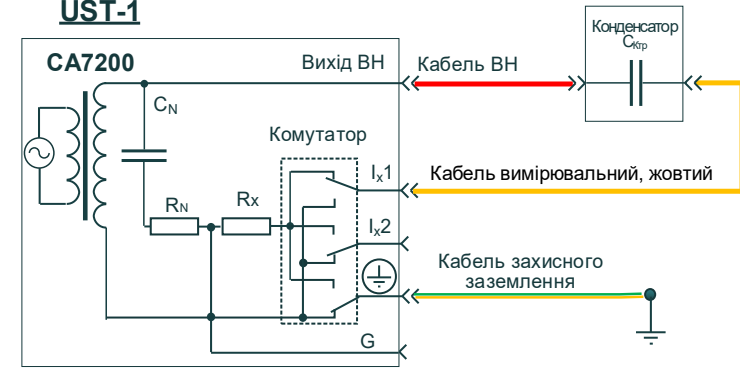 UST-1
CA7200
Вихід ВН
Кабель ВН
Конденсатор
CКтр
CN
Комутатор
Ix1
Кабель вимірювальний, жовтий
RN
Rx
Ix2
Кабель захисного
заземлення
G